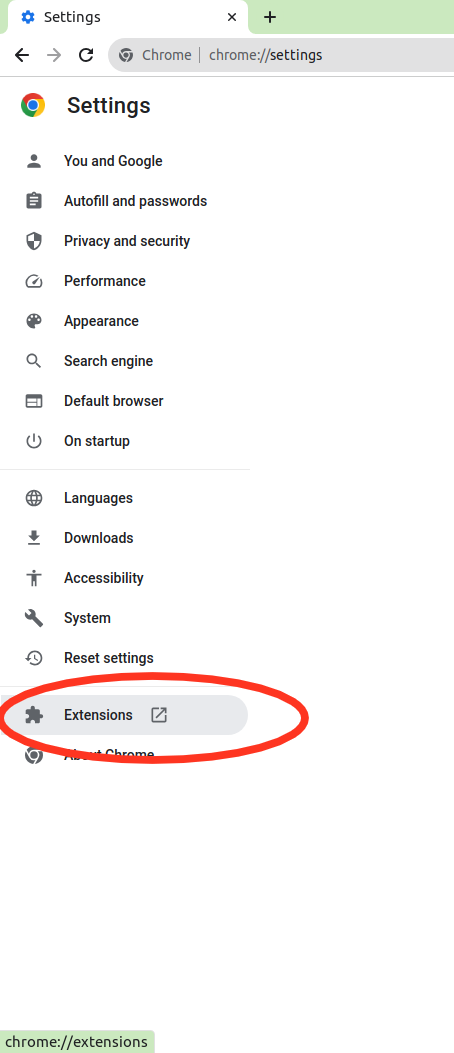 Settings
Chrome | chrome://settings
Settings
You and Google
Autofill and passwords
Privacy and security
Performance
Appearance
Search engine
Default browser
On startup
Languages
Downloads
Accessibility
System
Reset settings
Extensions
About Chrome
chrome://extensions